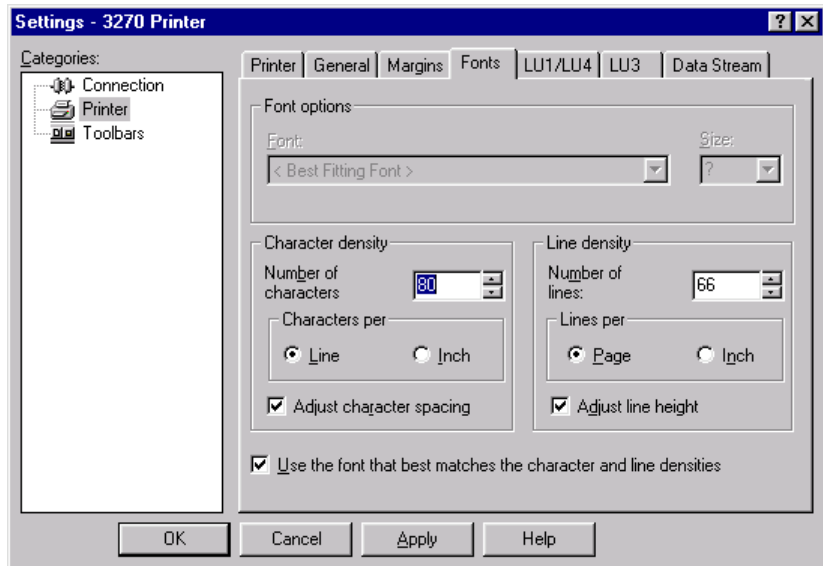 Settings - 3270 Printer
Categories:
Connection
Printer
Toolbars
Printer General Margins Fonts LU1/LU4 LU3 Data Stream
Font options
Font: Size:
< Best Fitting Font > ?
Character density Line density
Number of characters 80 Number of lines: 66
Characters per Lines per
Line Inch Page Inch
Adjust character spacing Adjust line height
Use the font that best matches the character and line densities
OK Cancel Apply Help